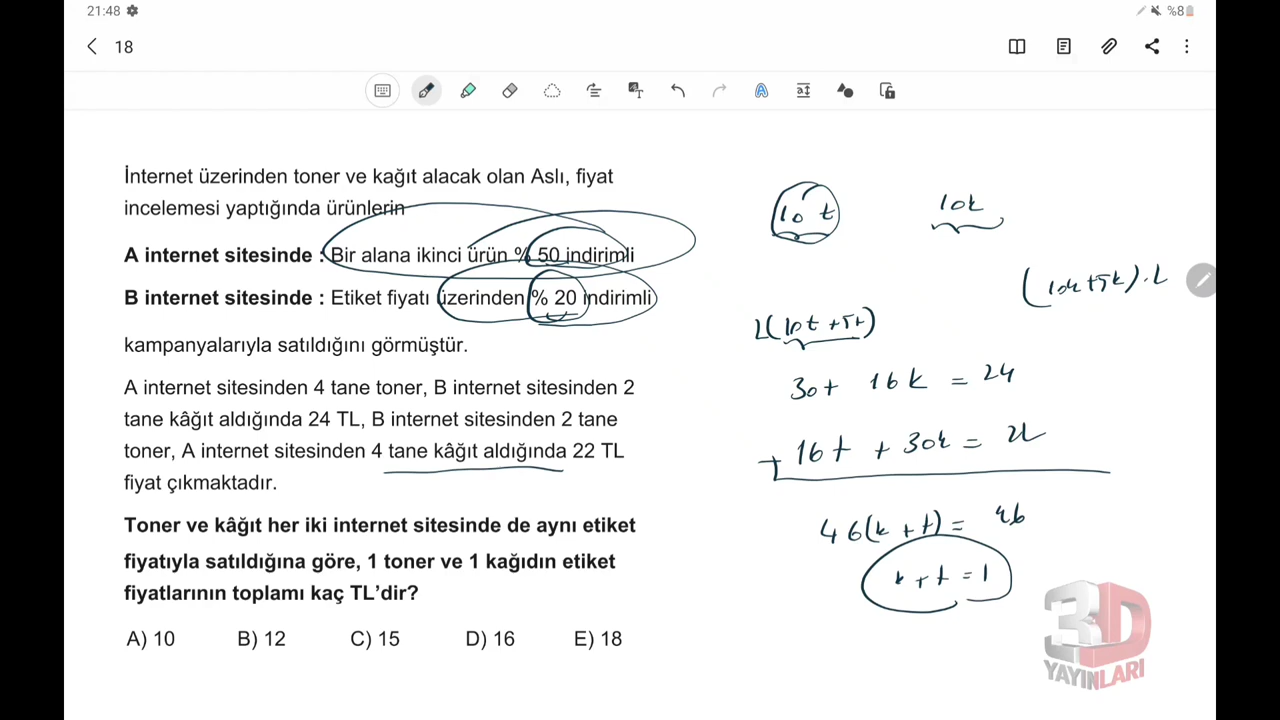 21:48
%8
18
İnternet üzerinden toner ve kağıt alacak olan Aslı, fiyat
incelemesi yaptığında ürünlerin
A internet sitesinde : Bir alana ikinci ürün % 50 indirimli
B internet sitesinde : Etiket fiyatı üzerinden % 20 indirimli
kampanyalarıyla satıldığını görmüştür.
A internet sitesinden 4 tane toner, B internet sitesinden 2
tane kâğıt aldığında 24 TL, B internet sitesinden 2 tane
toner, A internet sitesinden 4 tane kâğıt aldığında 22 TL
fiyat çıkmaktadır.
Toner ve kâğıt her iki internet sitesinde de aynı etiket
fiyatıyla satıldığına göre, 1 toner ve 1 kağıdın etiket
fiyatlarının toplamı kaç TL'dir?
A) 10 B) 12 C) 15 D) 16 E) 18
10 t 10k
(10k+5k).2
2(10t+5t)
30t 16k = 24
+ 16t + 30k = 22
46(k+t) = 46
k+t=1
3D
YAYINLARI